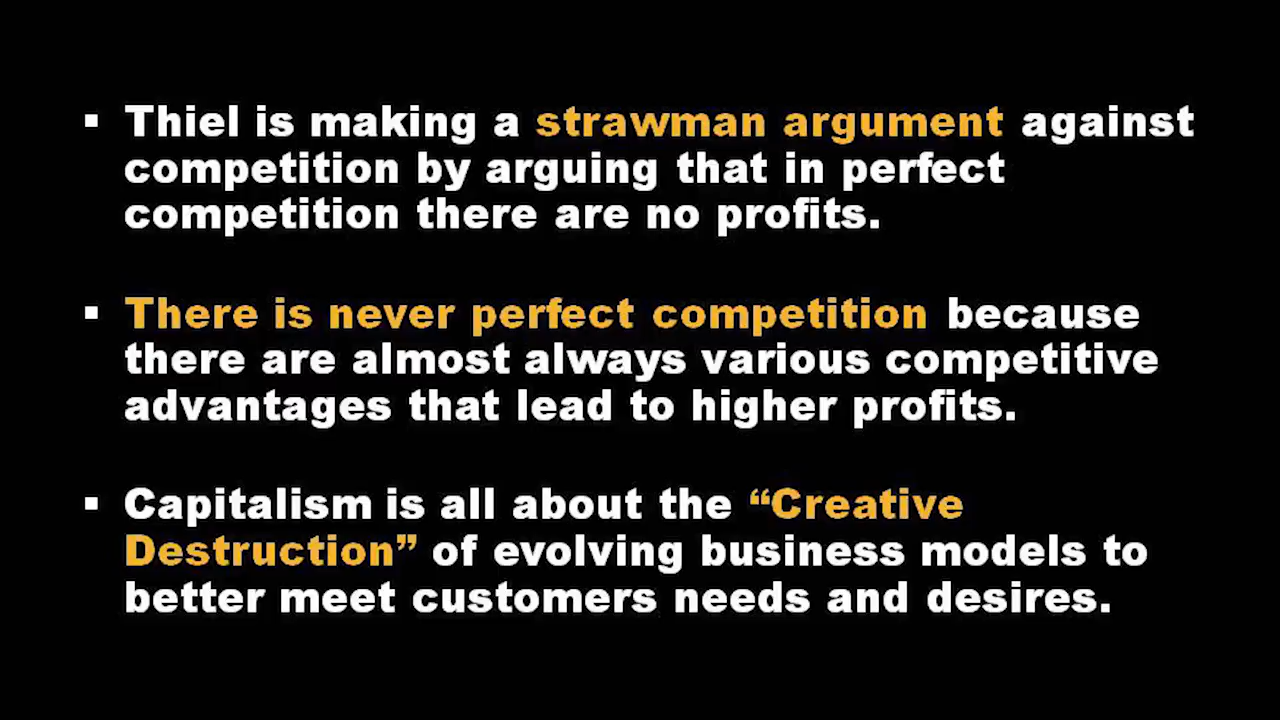 ▪ Thiel is making a strawman argument against
competition by arguing that in perfect
competition there are no profits.
▪ There is never perfect competition because
there are almost always various competitive
advantages that lead to higher profits.
▪ Capitalism is all about the “Creative
Destruction” of evolving business models to
better meet customers needs and desires.